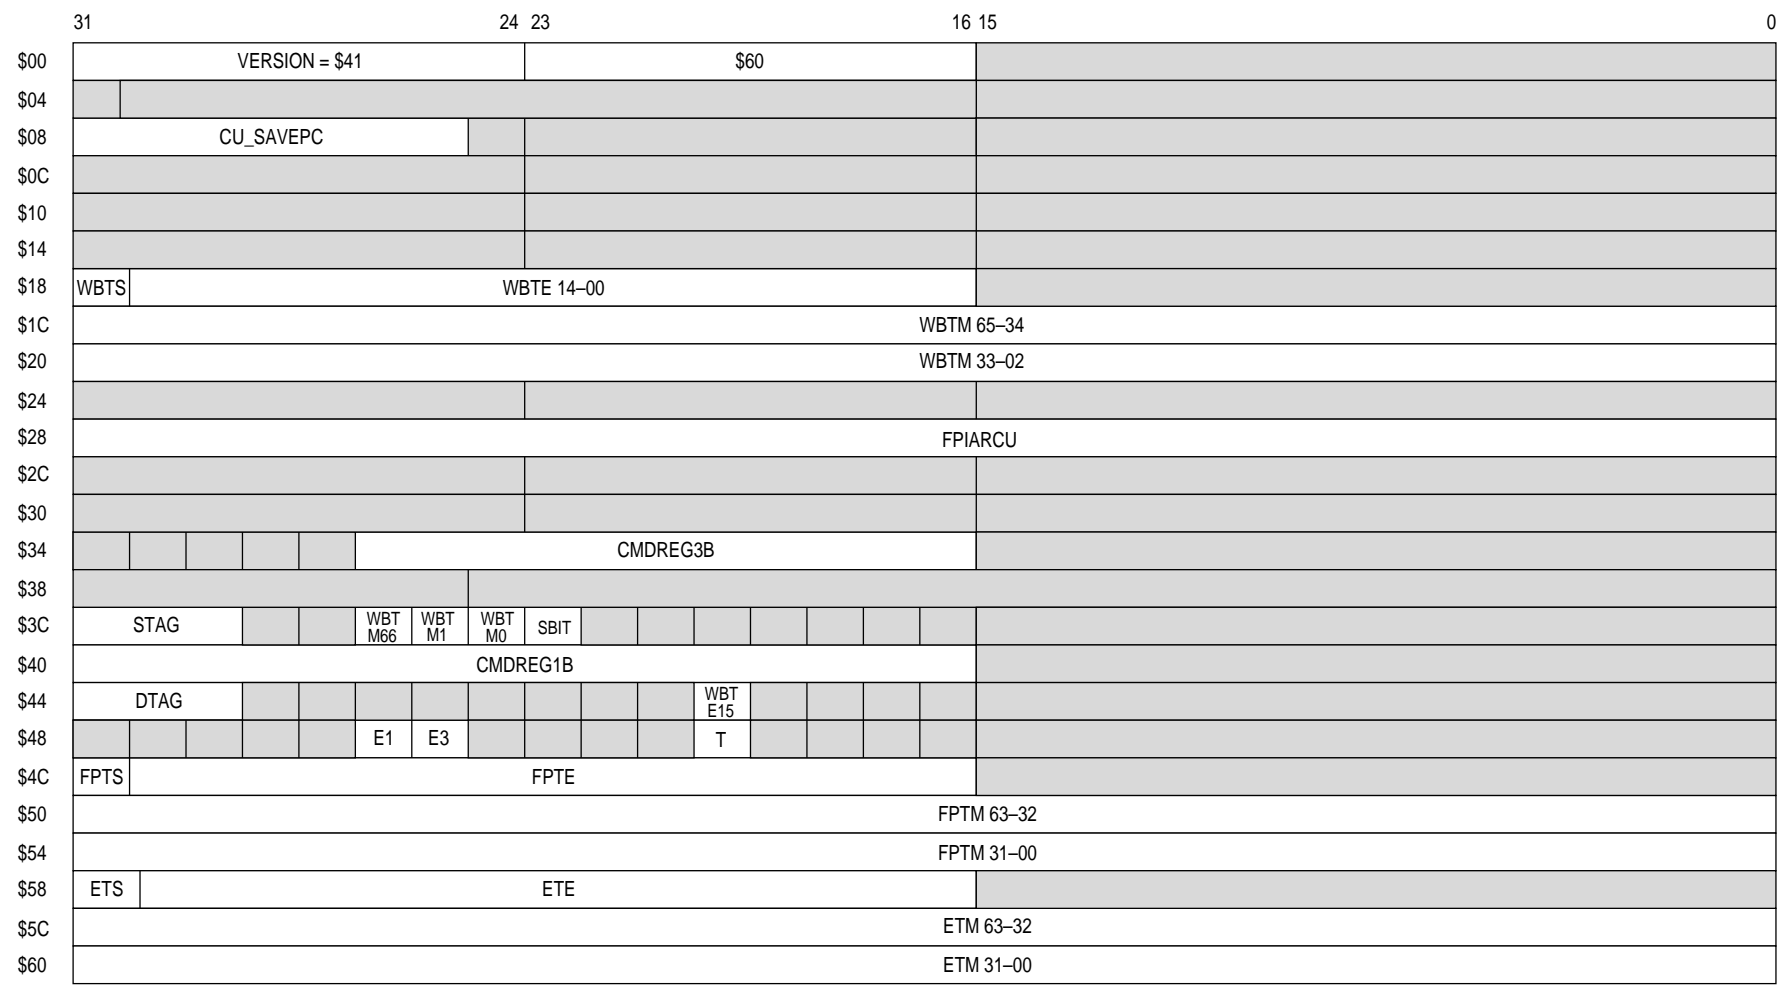 31 24 23 16 15 0
$00 VERSION = $41 $60
$04
$08 CU_SAVEPC
$0C
$10
$14
$18 WBTS WBTE 14–00
$1C WBTM 65–34
$20 WBTM 33–02
$24
$28 FPIARCU
$2C
$30
$34 CMDREG3B
$38
$3C STAG WBT M66 WBT M1 WBT M0 SBIT
$40 CMDREG1B
$44 DTAG WBT E15
$48 E1 E3 T
$4C FPTS FPTE
$50 FPTM 63–32
$54 FPTM 31–00
$58 ETS ETE
$5C ETM 63–32
$60 ETM 31–00